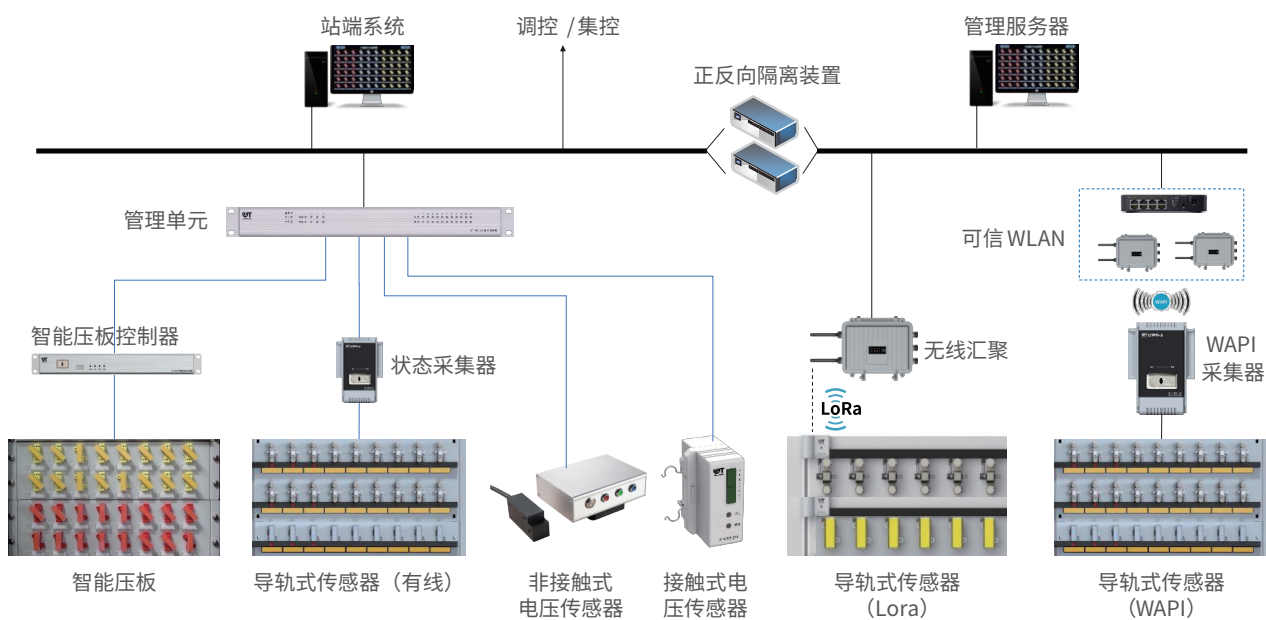 站端系统
调控 / 集控
管理服务器
正反向隔离装置
管理单元
可信 WLAN
WAPI
智能压板控制器
状态采集器
无线汇聚
WAPI
采集器
LoRa
智能压板
导轨式传感器（有线）
非接触式
电压传感器
接触式电
压传感器
导轨式传感器
（Lora）
导轨式传感器
（WAPI）